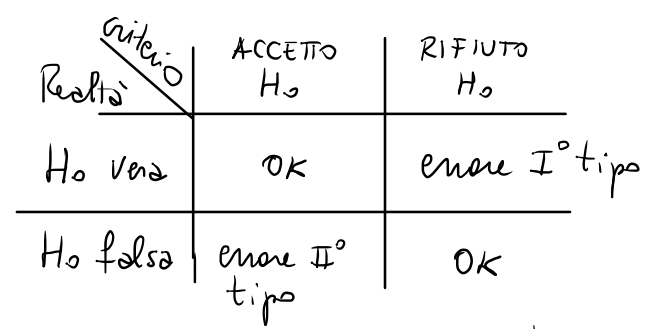 criterio
Realtà
ACCETTO
H₀
RIFIUTO
H₀
H₀ vera
OK
errore I° tipo
H₀ falsa
errore II°
tipo
OK